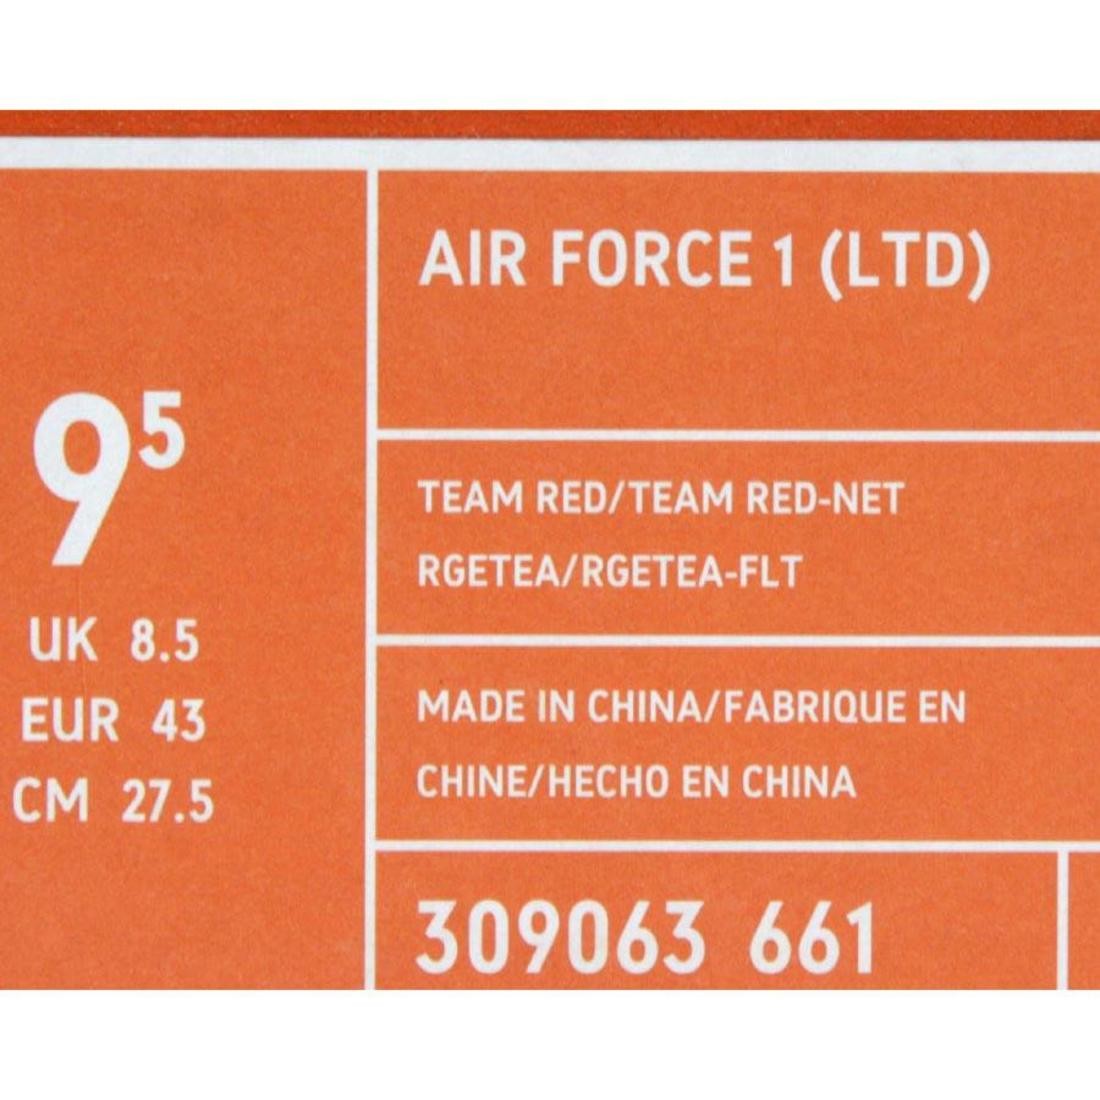 9⁵
UK 8.5
EUR 43
CM 27.5
AIR FORCE 1 (LTD)
TEAM RED/TEAM RED-NET
RGETEA/RGETEA-FLT
MADE IN CHINA/FABRIQUE EN
CHINE/HECHO EN CHINA
309063 661